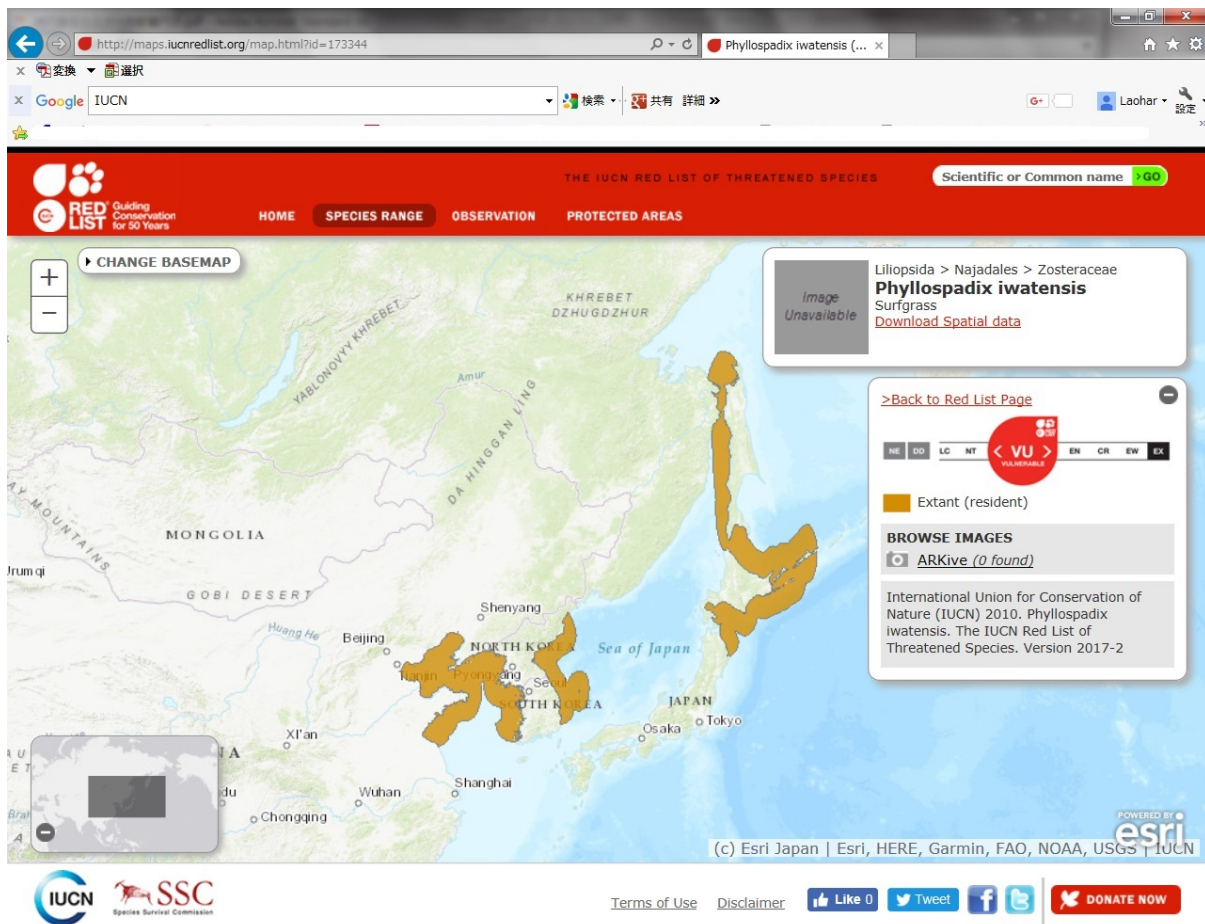 http://maps.iucnredlist.org/map.html?id=173344
Phyllospadix iwatensis (...
x 変換 選択
x Google IUCN 検索 共有 詳細 G+ Laohar 設定
THE IUCN RED LIST OF THREATENED SPECIES
Scientific or Common name >GO
RED LIST Guiding Conservation for 50 Years
HOME SPECIES RANGE OBSERVATION PROTECTED AREAS
CHANGE BASEMAP
+
−
Image Unavailable
Liliopsida > Najadales > Zosteraceae
Phyllospadix iwatensis
Surfgrass
Download Spatial data
>Back to Red List Page
NE DD LC NT < VU > EN CR EW EX
VULNERABLE
Extant (resident)
BROWSE IMAGES
ARKive (0 found)
International Union for Conservation of
Nature (IUCN) 2010. Phyllospadix
iwatensis. The IUCN Red List of
Threatened Species. Version 2017-2
KHREBET
DZHUGDZHUR
YABLONOVYY KHREBET
Amur
DA HINGGAN LING
AY MOUNTAINS
MONGOLIA
Urumqi
GOBI DESERT
Shenyang
Huang He
Beijing
NORTH KOREA
Sea of Japan
Tianjin
Pyongyang
Seoul
SOUTH KOREA
JAPAN
Tokyo
Osaka
Xi'an
Shanghai
Wuhan
Chongqing
POWERED BY
esri
(c) Esri Japan | Esri, HERE, Garmin, FAO, NOAA, USGS | IUCN
IUCN
SSC
Species Survival Commission
Terms of Use Disclaimer Like 0 Tweet DONATE NOW